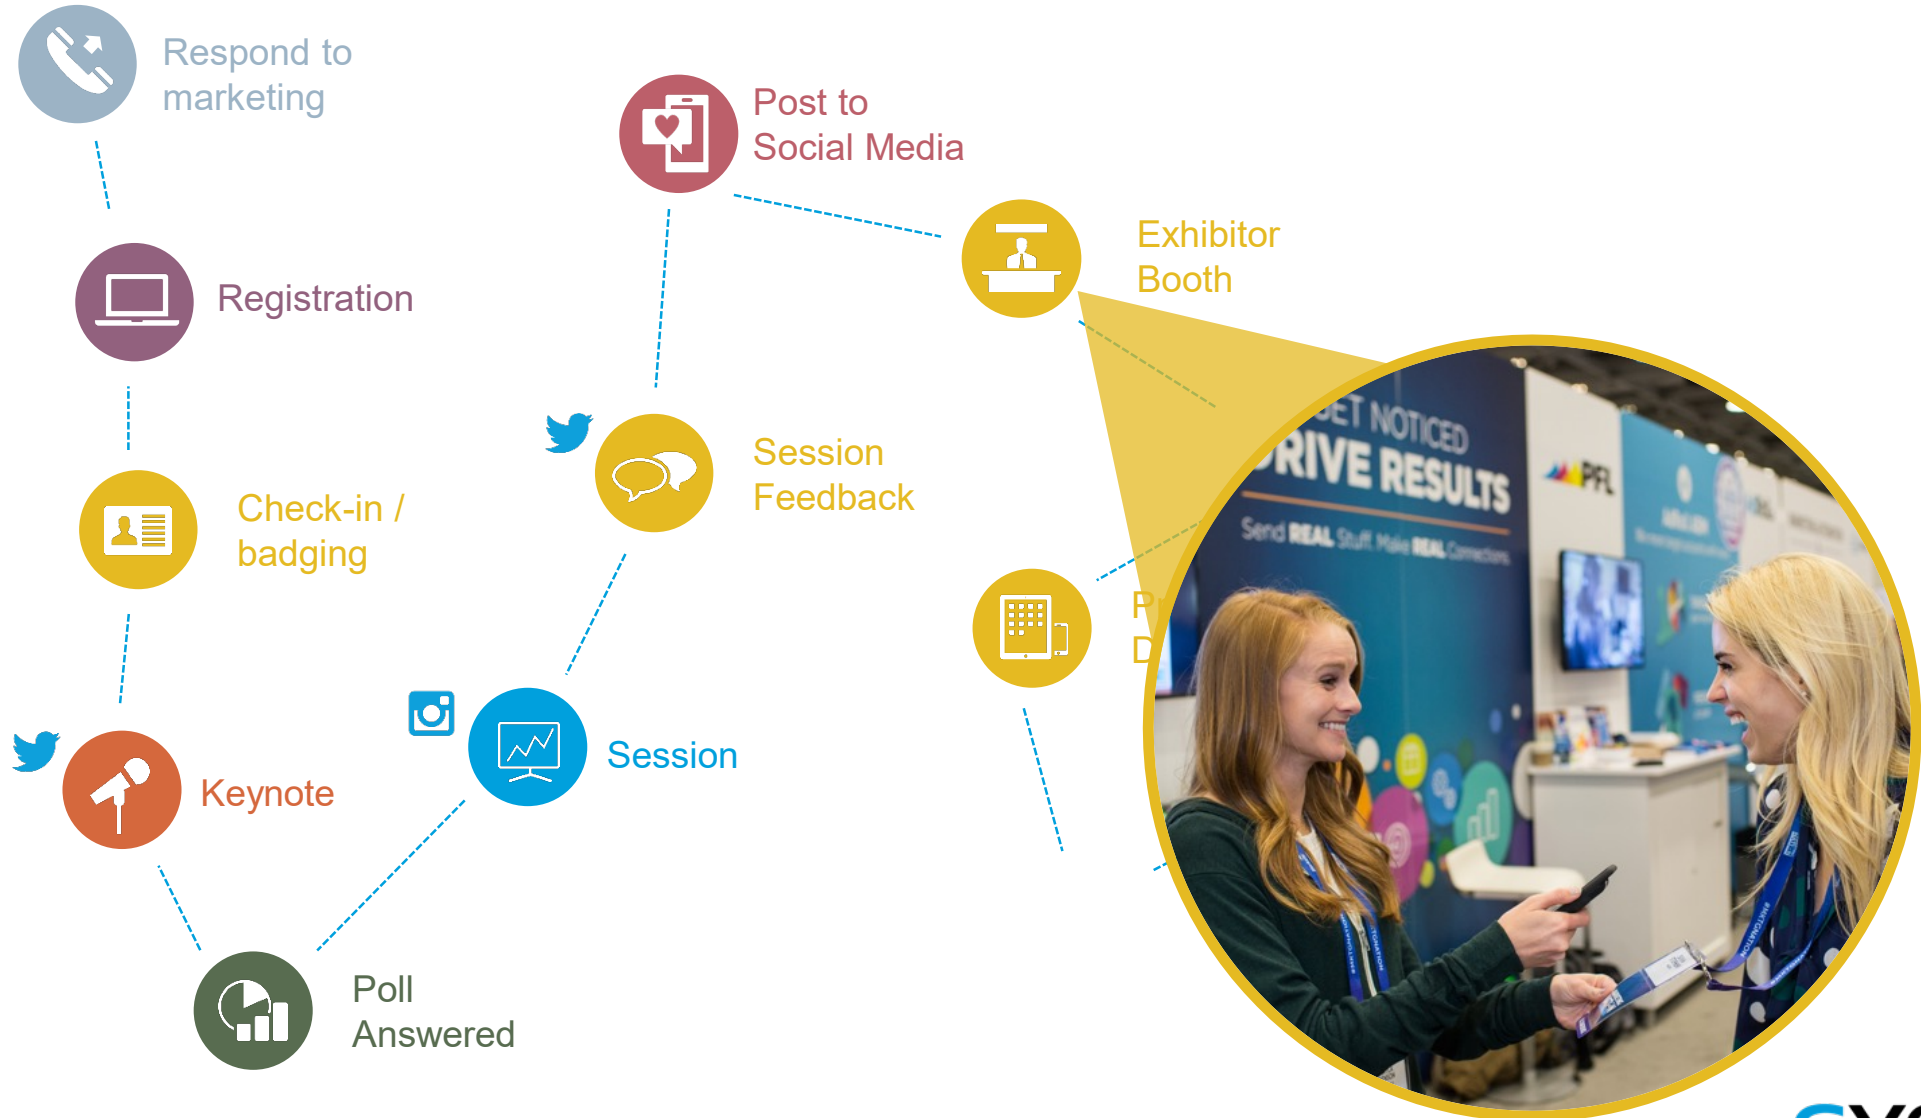 Respond to
marketing
Registration
Check-in /
badging
Keynote
Poll
Answered
Session
Session
Feedback
Post to
Social Media
Exhibitor
Booth
D
GET NOTICED
DRIVE RESULTS
Send REAL Stuff. Make REAL Connections.
PFL
#MKTGNATION